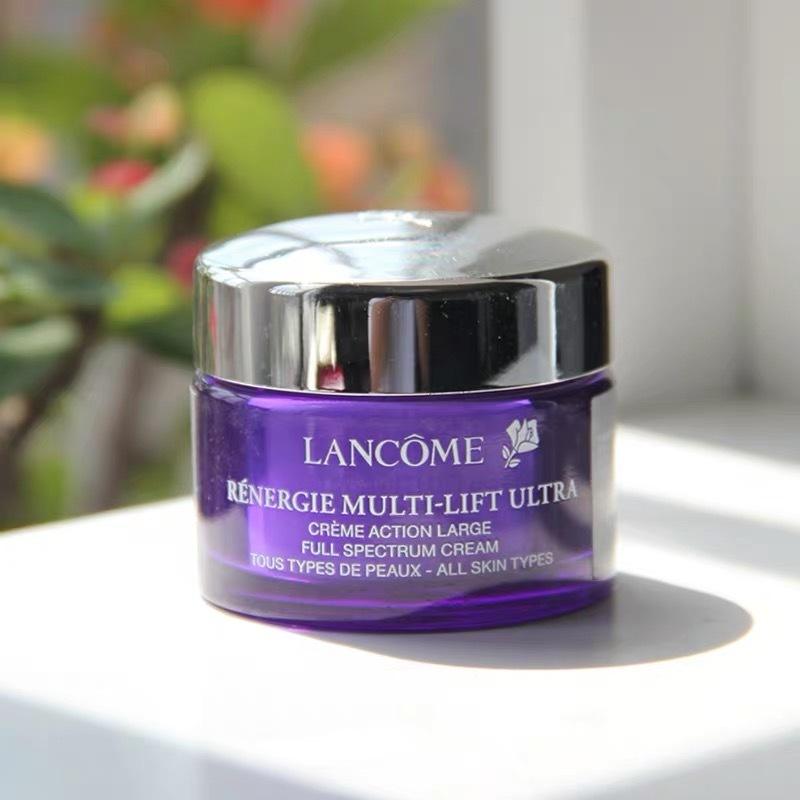 LANCÔME
RÉNERGIE MULTI-LIFT ULTRA
CRÈME ACTION LARGE
FULL SPECTRUM CREAM
TOUS TYPES DE PEAUX - ALL SKIN TYPES